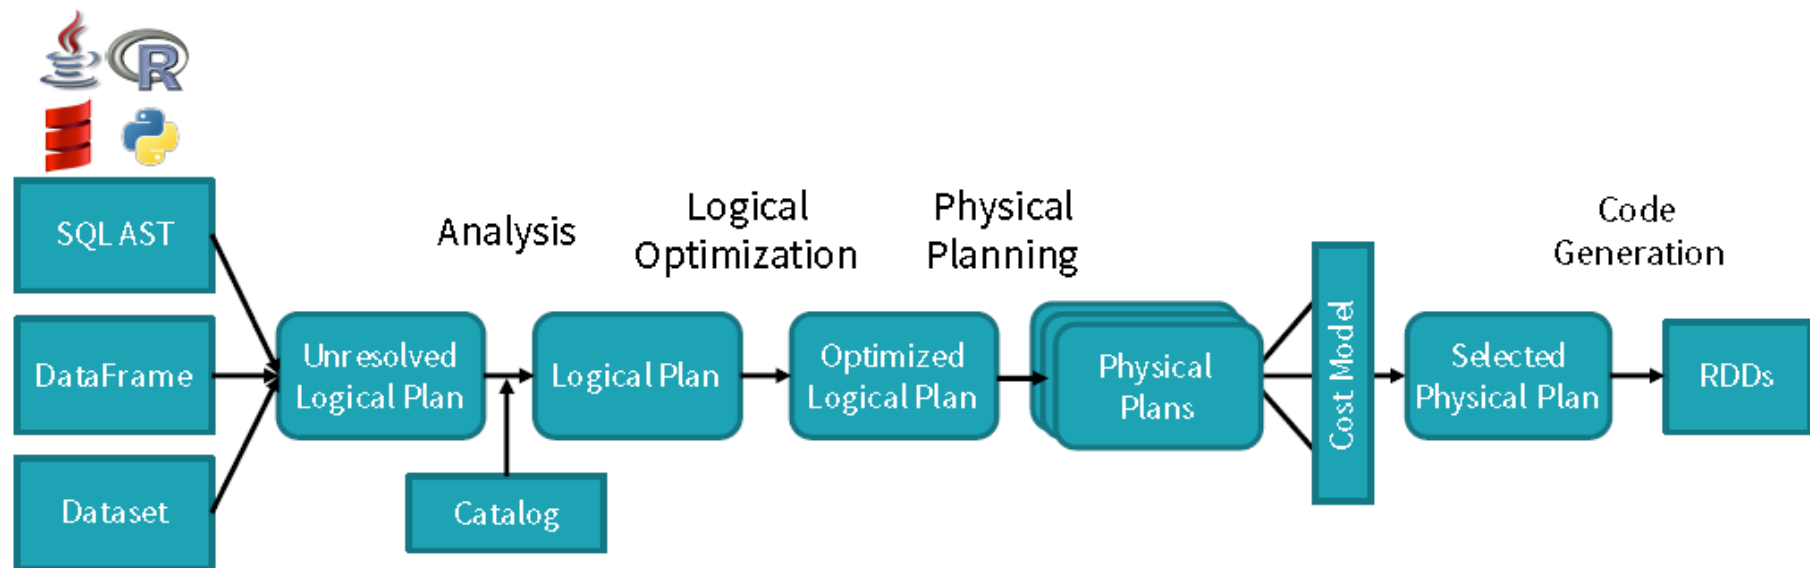 R
SQL AST
DataFrame
Dataset
Analysis
Logical
Optimization
Physical
Planning
Code
Generation
Unresolved
Logical Plan
Catalog
Logical Plan
Optimized
Logical Plan
Physical
Plans
Cost Model
Selected
Physical Plan
RDDs